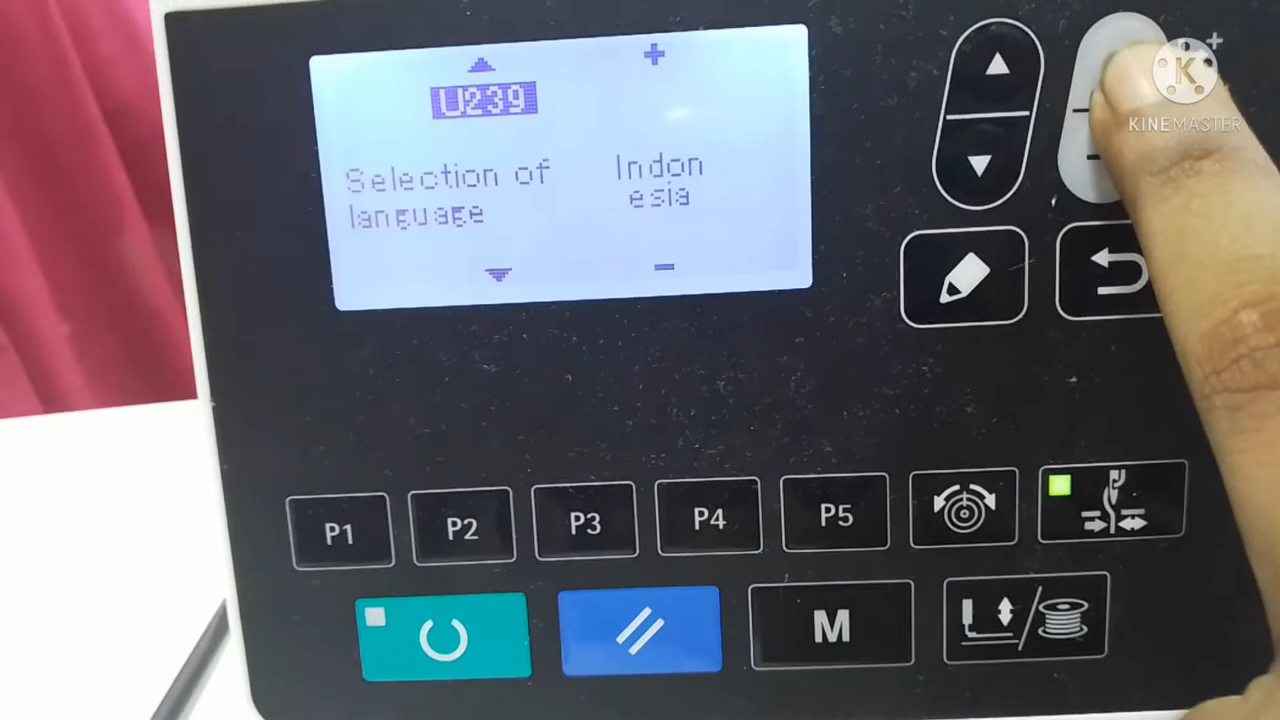 U239
Selection of
language
Indon
esia
K
KINEMASTER
P1
P2
P3
P4
P5
M